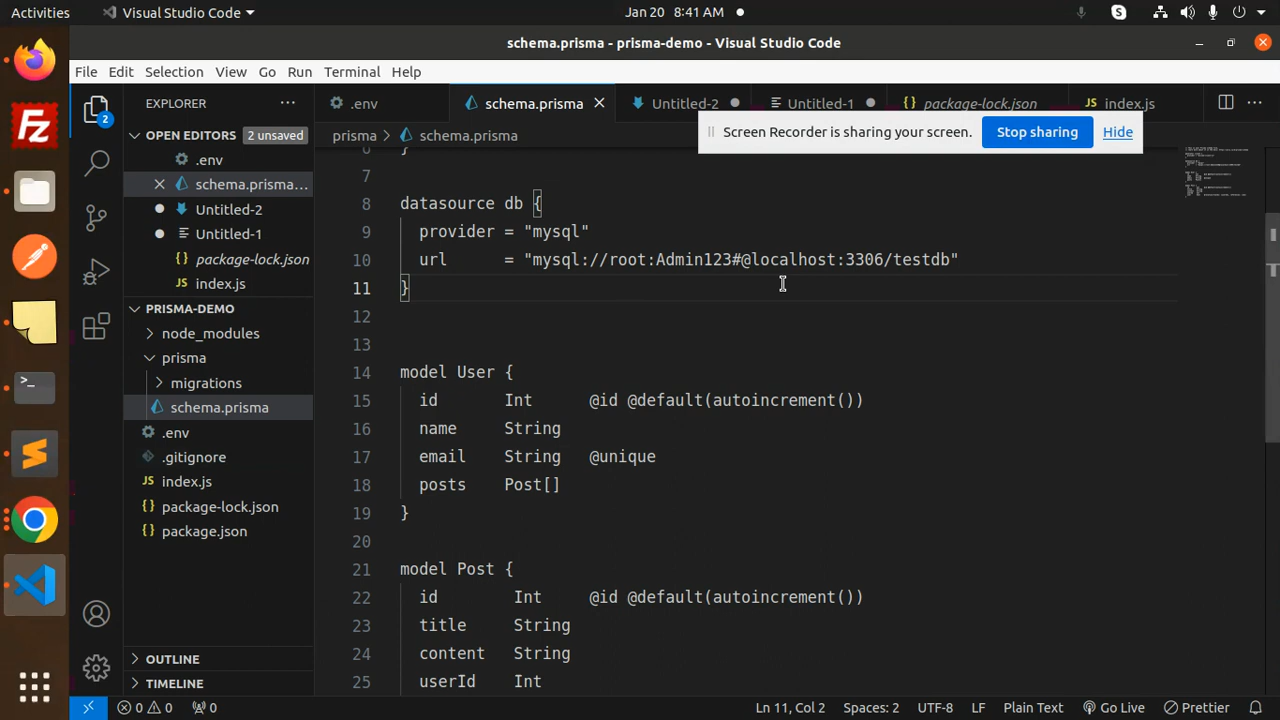 Activities
Visual Studio Code
Jan 20 8:41 AM
schema.prisma - prisma-demo - Visual Studio Code
File Edit Selection View Go Run Terminal Help
EXPLORER
.env
schema.prisma
Untitled-2
Untitled-1
package-lock.json
index.js
Screen Recorder is sharing your screen.
Stop sharing
Hide
2
OPEN EDITORS
2 unsaved
.env
schema.prisma...
Untitled-2
Untitled-1
package-lock.json
index.js
PRISMA-DEMO
node_modules
prisma
migrations
schema.prisma
.env
.gitignore
index.js
package-lock.json
package.json
OUTLINE
TIMELINE
prisma > schema.prisma
6 }
7
8 datasource db {
9 provider = "mysql"
10 url = "mysql://root:Admin123#@localhost:3306/testdb"
11 }
12
13
14 model User {
15 id Int @id @default(autoincrement())
16 name String
17 email String @unique
18 posts Post[]
19 }
20
21 model Post {
22 id Int @id @default(autoincrement())
23 title String
24 content String
25 userId Int
0 0 0
Ln 11, Col 2
Spaces: 2
UTF-8
LF
Plain Text
Go Live
Prettier